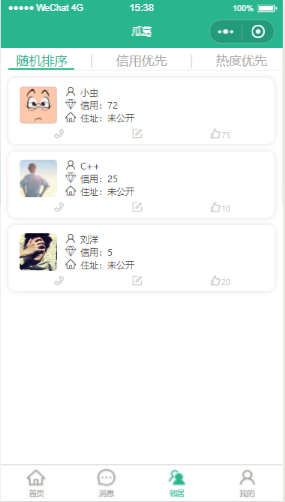 WeChat 4G 15:38 100%
瓜葛
随机排序 信用优先 热度优先
小虫
信用：72
住址：未公开
75
C++
信用：25
住址：未公开
10
刘洋
信用：5
住址：未公开
20
首页 消息 邻居 我的